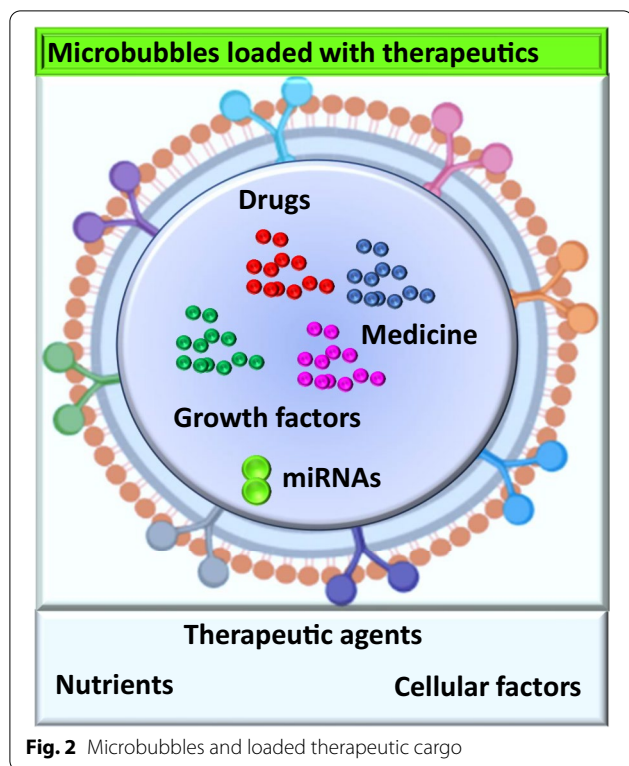 Microbubbles loaded with therapeutics
Drugs
Medicine
Growth factors
miRNAs
Therapeutic agents
Nutrients Cellular factors
Fig. 2 Microbubbles and loaded therapeutic cargo